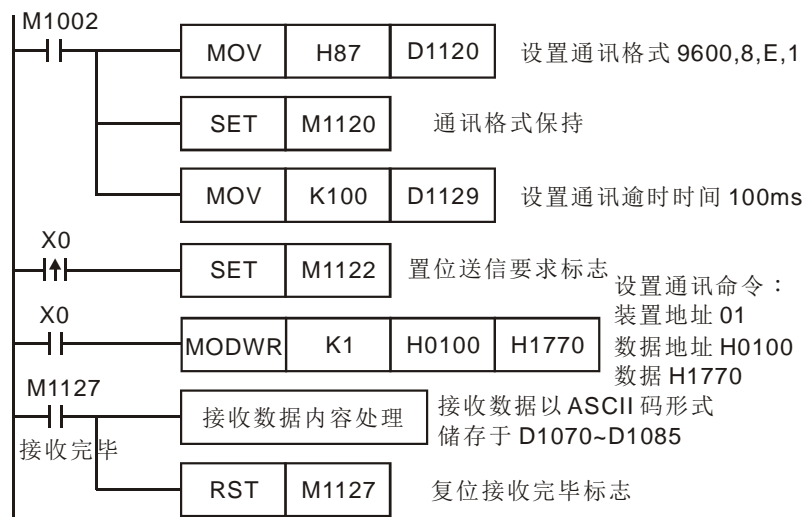 M1002
MOV H87 D1120 设置通讯格式 9600,8,E,1
SET M1120 通讯格式保持
MOV K100 D1129 设置通讯逾时时间 100ms
X0
SET M1122 置位送信要求标志
X0
MODWR K1 H0100 H1770
设置通讯命令：
装置地址 01
数据地址 H0100
数据 H1770
M1127
接收完毕
接收数据内容处理
接收数据以 ASCII 码形式
储存于 D1070~D1085
RST M1127 复位接收完毕标志